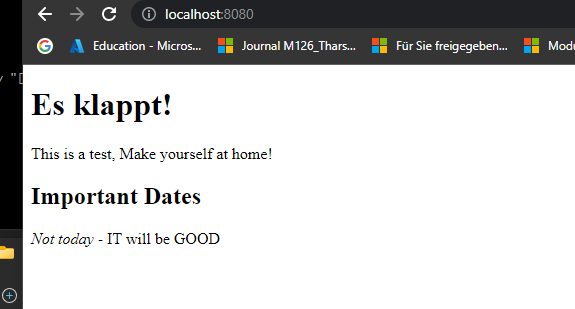 localhost:8080
Education - Micros... Journal M126_Thars... Für Sie freigegeben...
Es klappt!
This is a test, Make yourself at home!
Important Dates
Not today - IT will be GOOD